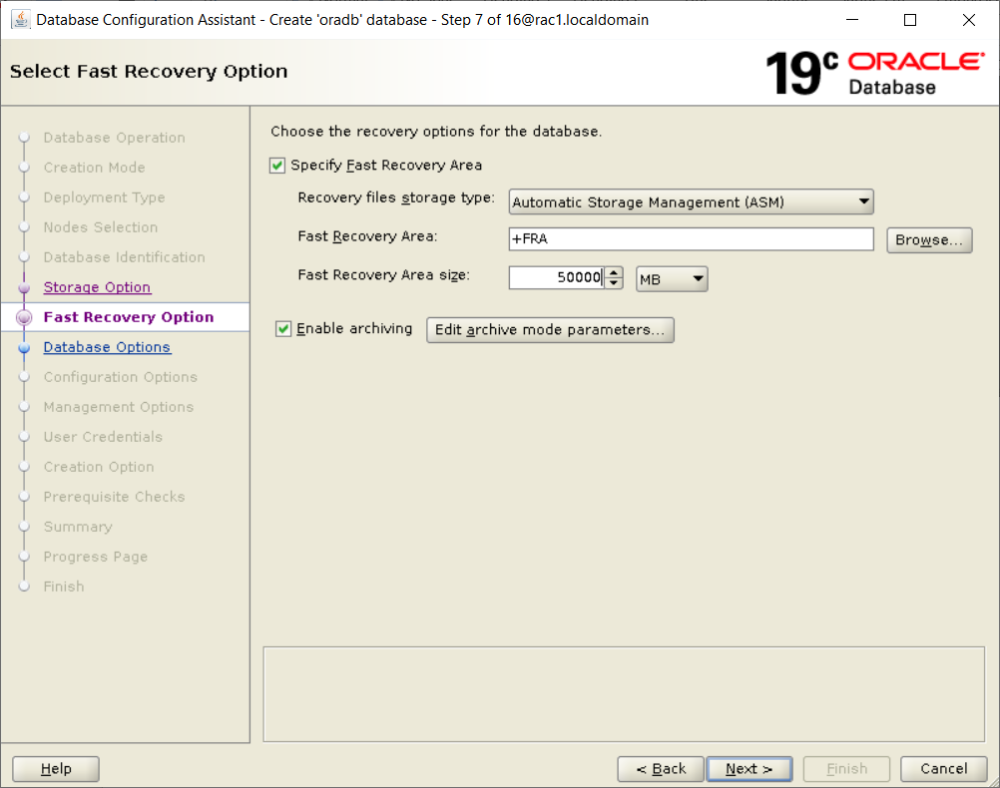 Database Configuration Assistant - Create 'oradb' database - Step 7 of 16@rac1.localdomain
Select Fast Recovery Option
19c ORACLE
Database
Database Operation
Creation Mode
Deployment Type
Nodes Selection
Database Identification
Storage Option
Fast Recovery Option
Database Options
Configuration Options
Management Options
User Credentials
Creation Option
Prerequisite Checks
Summary
Progress Page
Finish
Choose the recovery options for the database.
Specify Fast Recovery Area
Recovery files storage type: Automatic Storage Management (ASM)
Fast Recovery Area: +FRA Browse...
Fast Recovery Area size: 50000 MB
Enable archiving Edit archive mode parameters...
Help < Back Next > Finish Cancel